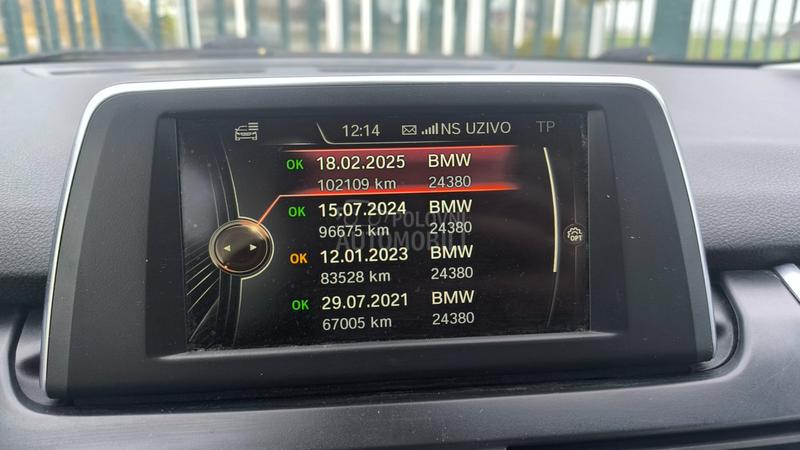 12:14 NS UZIVO TP
OK 18.02.2025 BMW
102109 km 24380
OK 15.07.2024 BMW
96675 km 24380
OK 12.01.2023 BMW
83528 km 24380
OK 29.07.2021 BMW
67005 km 24380
OPT
POLOVNI
AUTOMOBILI